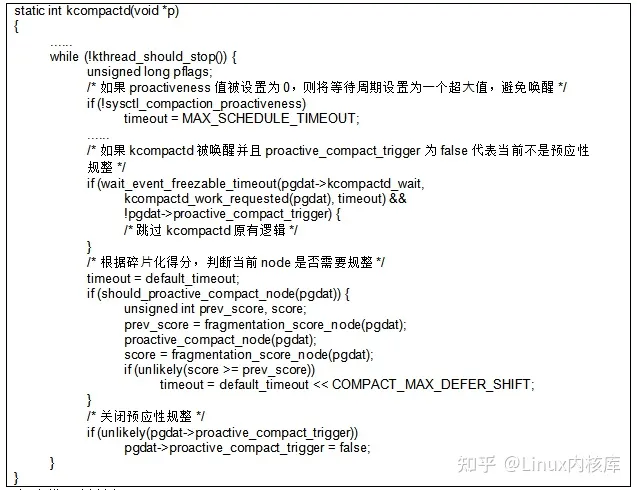 static int kcompactd(void *p)
{
......
while (!kthread_should_stop()) {
unsigned long pflags;
/* 如果 proactiveness 值被设置为 0，则将等待周期设置为一个超大值，避免唤醒 */
if (!sysctl_compaction_proactiveness)
timeout = MAX_SCHEDULE_TIMEOUT;
......
/* 如果 kcompactd 被唤醒并且 proactive_compact_trigger 为 false 代表当前不是预应性
规整 */
if (wait_event_freezable_timeout(pgdat->kcompactd_wait,
kcompactd_work_requested(pgdat), timeout) &&
!pgdat->proactive_compact_trigger) {
/* 跳过 kcompactd 原有逻辑 */
}
/* 根据碎片化得分，判断当前 node 是否需要规整 */
timeout = default_timeout;
if (should_proactive_compact_node(pgdat)) {
unsigned int prev_score, score;
prev_score = fragmentation_score_node(pgdat);
proactive_compact_node(pgdat);
score = fragmentation_score_node(pgdat);
if (unlikely(score >= prev_score))
timeout = default_timeout << COMPACT_MAX_DEFER_SHIFT;
}
/* 关闭预应性规整 */
if (unlikely(pgdat->proactive_compact_trigger))
pgdat->proactive_compact_trigger = false;
}
}
知乎 @Linux内核库